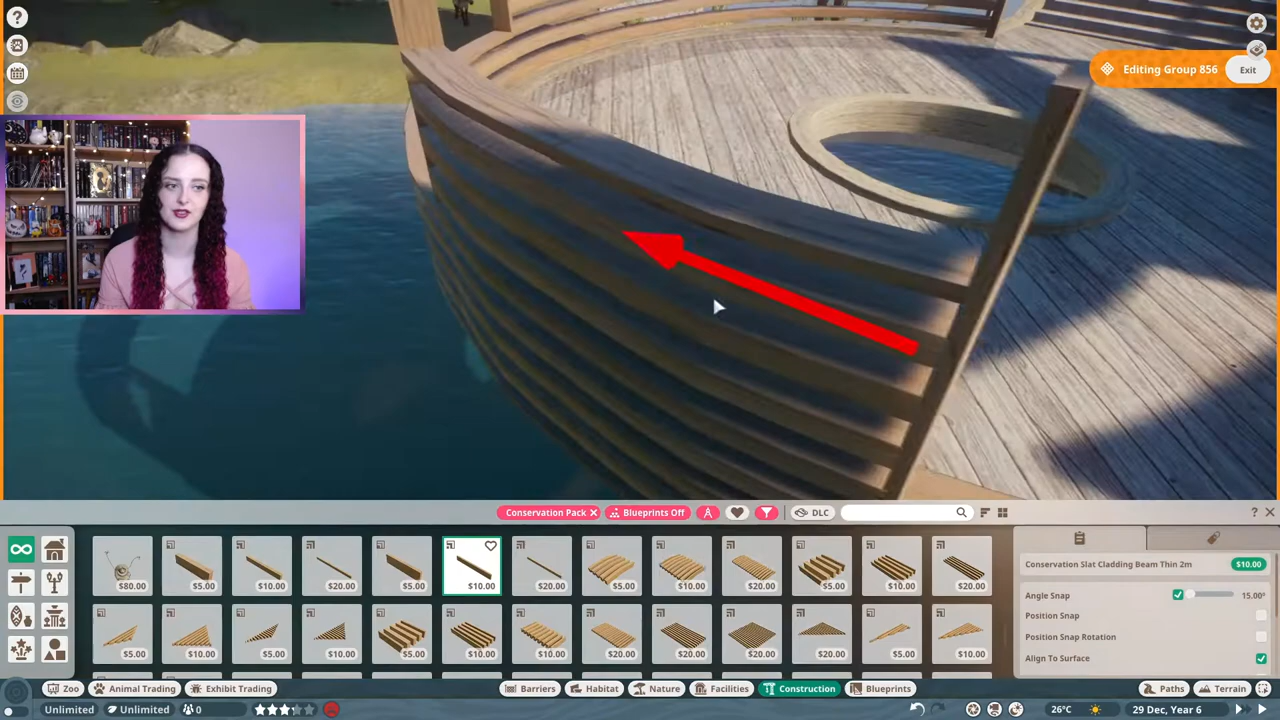 ?
Editing Group 856
Exit
Conservation Pack
Blueprints Off
DLC
?
$80.00
$5.00
$10.00
$20.00
$5.00
$10.00
$20.00
$5.00
$10.00
$20.00
$5.00
$10.00
$20.00
$5.00
$10.00
$5.00
$10.00
$5.00
$10.00
$10.00
$20.00
$20.00
$20.00
$20.00
$5.00
$10.00
Conservation Slat Cladding Beam Thin 2m
$10.00
Angle Snap
15.00°
Position Snap
Position Snap Rotation
Align To Surface
Zoo
Animal Trading
Exhibit Trading
Barriers
Habitat
Nature
Facilities
Construction
Blueprints
Paths
Terrain
Unlimited
Unlimited
0
26°C
29 Dec, Year 6